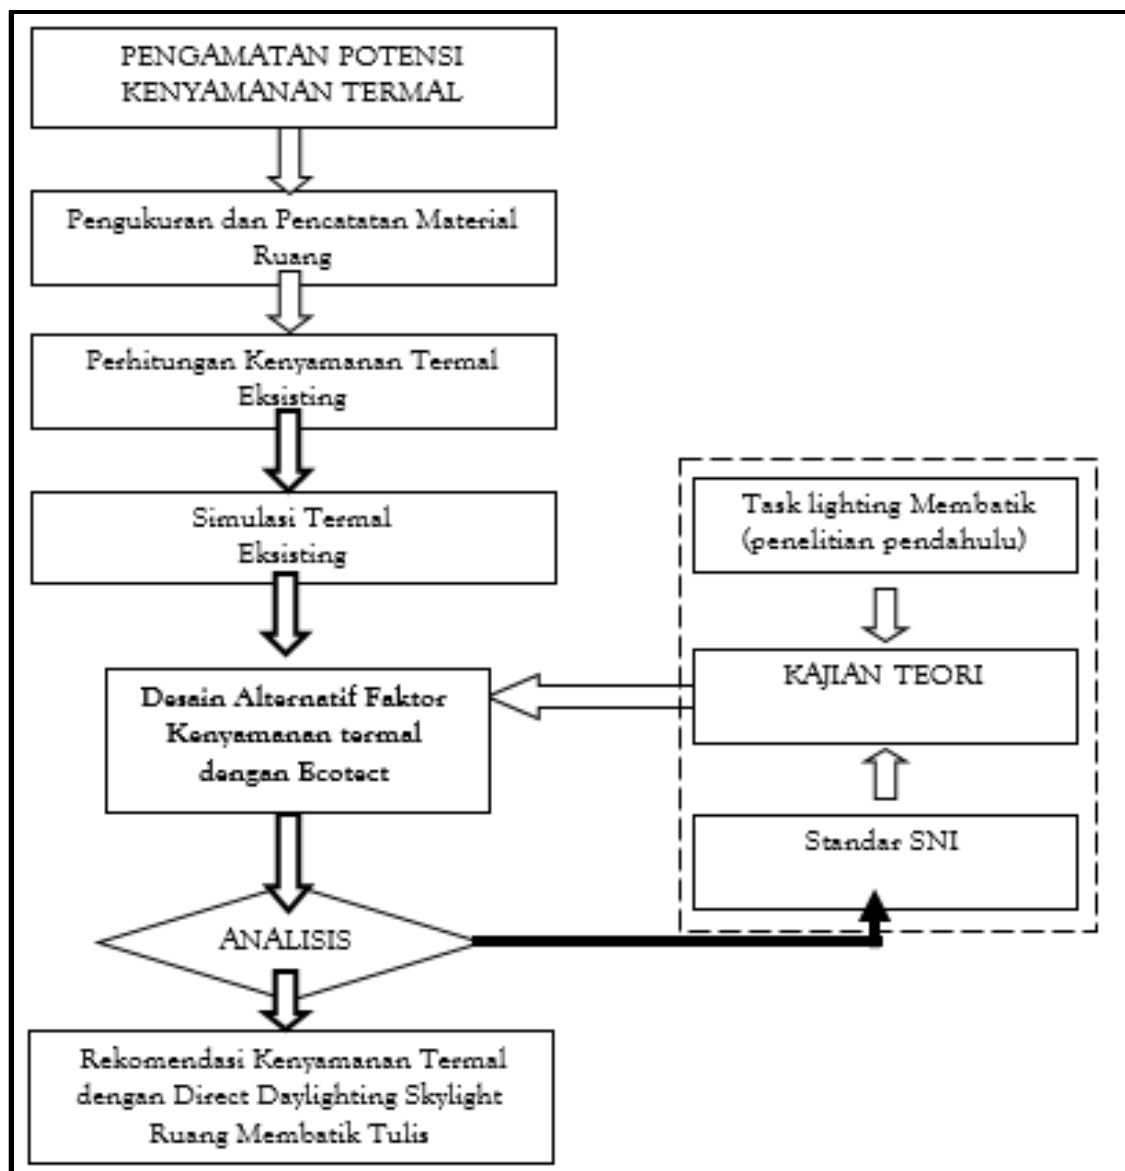 PENGAMATAN POTENSI
KENYAMANAN TERMAL
Pengukuran dan Pencatatan Material
Ruang
Perhitungan Kenyamanan Termal
Eksisting
Simulasi Termal
Eksisting
Desain Alternatif Faktor
Kenyamanan termal
dengan Ecotect
ANALISIS
Rekomendasi Kenyamanan Termal
dengan Direct Daylighting Skylight
Ruang Membatik Tulis
Task lighting Membatik
(penelitian pendahulu)
KAJIAN TEORI
Standar SNI